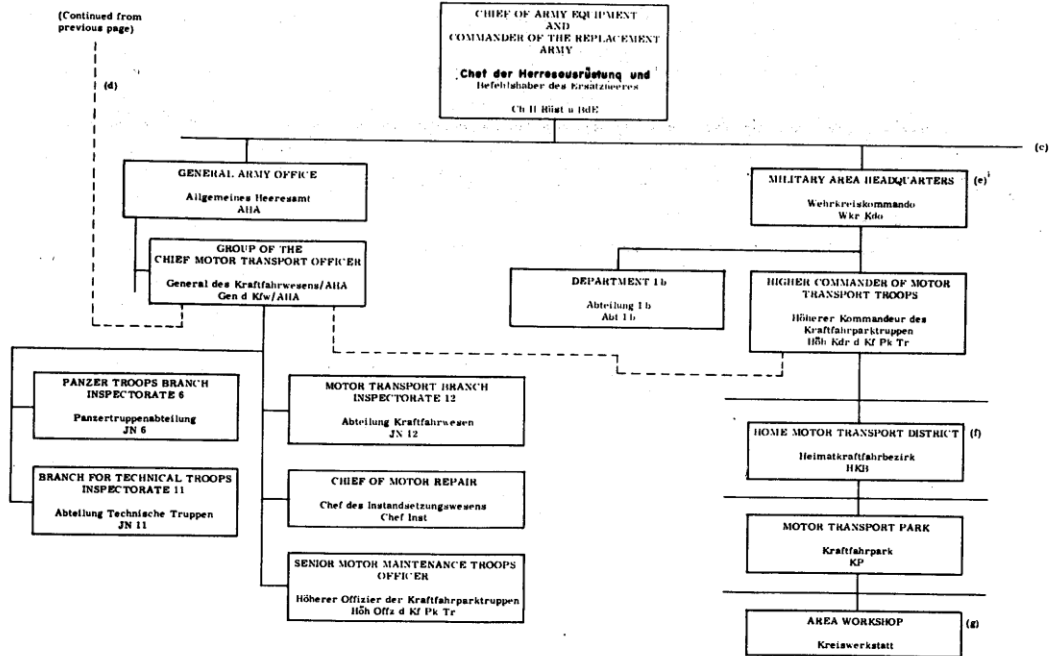 (Continued from
previous page)
(d)
CHIEF OF ARMY EQUIPMENT
AND
COMMANDER OF THE REPLACEMENT
ARMY
Chef der Herresausrüstung und
Befehlshaber des Ersatzheeres
Ch H Rüst u BdE
(c)
GENERAL ARMY OFFICE
Allgemeines Heeresamt
AHA
MILITARY AREA HEADQUARTERS
Wehrkreiskommando
Wkr Kdo
(e)
GROUP OF THE
CHIEF MOTOR TRANSPORT OFFICER
General des Kraftfahrwesens/AHA
Gen d Kfw/AHA
DEPARTMENT I b
Abteilung I b
Abt I b
HIGHER COMMANDER OF MOTOR
TRANSPORT TROOPS
Höherer Kommandeur des
Kraftfahrparktruppen
Höh Kdr d Kf Pk Tr
PANZER TROOPS BRANCH
INSPECTORATE 6
Panzertruppenabteilung
JN 6
MOTOR TRANSPORT BRANCH
INSPECTORATE 12
Abteilung Kraftfahrwesen
JN 12
HOME MOTOR TRANSPORT DISTRICT
Heimatkraftfahrbezirk
HKB
(f)
BRANCH FOR TECHNICAL TROOPS
INSPECTORATE 11
Abteilung Technische Truppen
JN 11
CHIEF OF MOTOR REPAIR
Chef des Instandsetzungswesens
Chef Inst
MOTOR TRANSPORT PARK
Kraftfahrpark
KP
SENIOR MOTOR MAINTENANCE TROOPS
OFFICER
Höherer Offizier der Kraftfahrparktruppen
Höh Offz d Kf Pk Tr
AREA WORKSHOP
Kreiswerkstatt
(g)